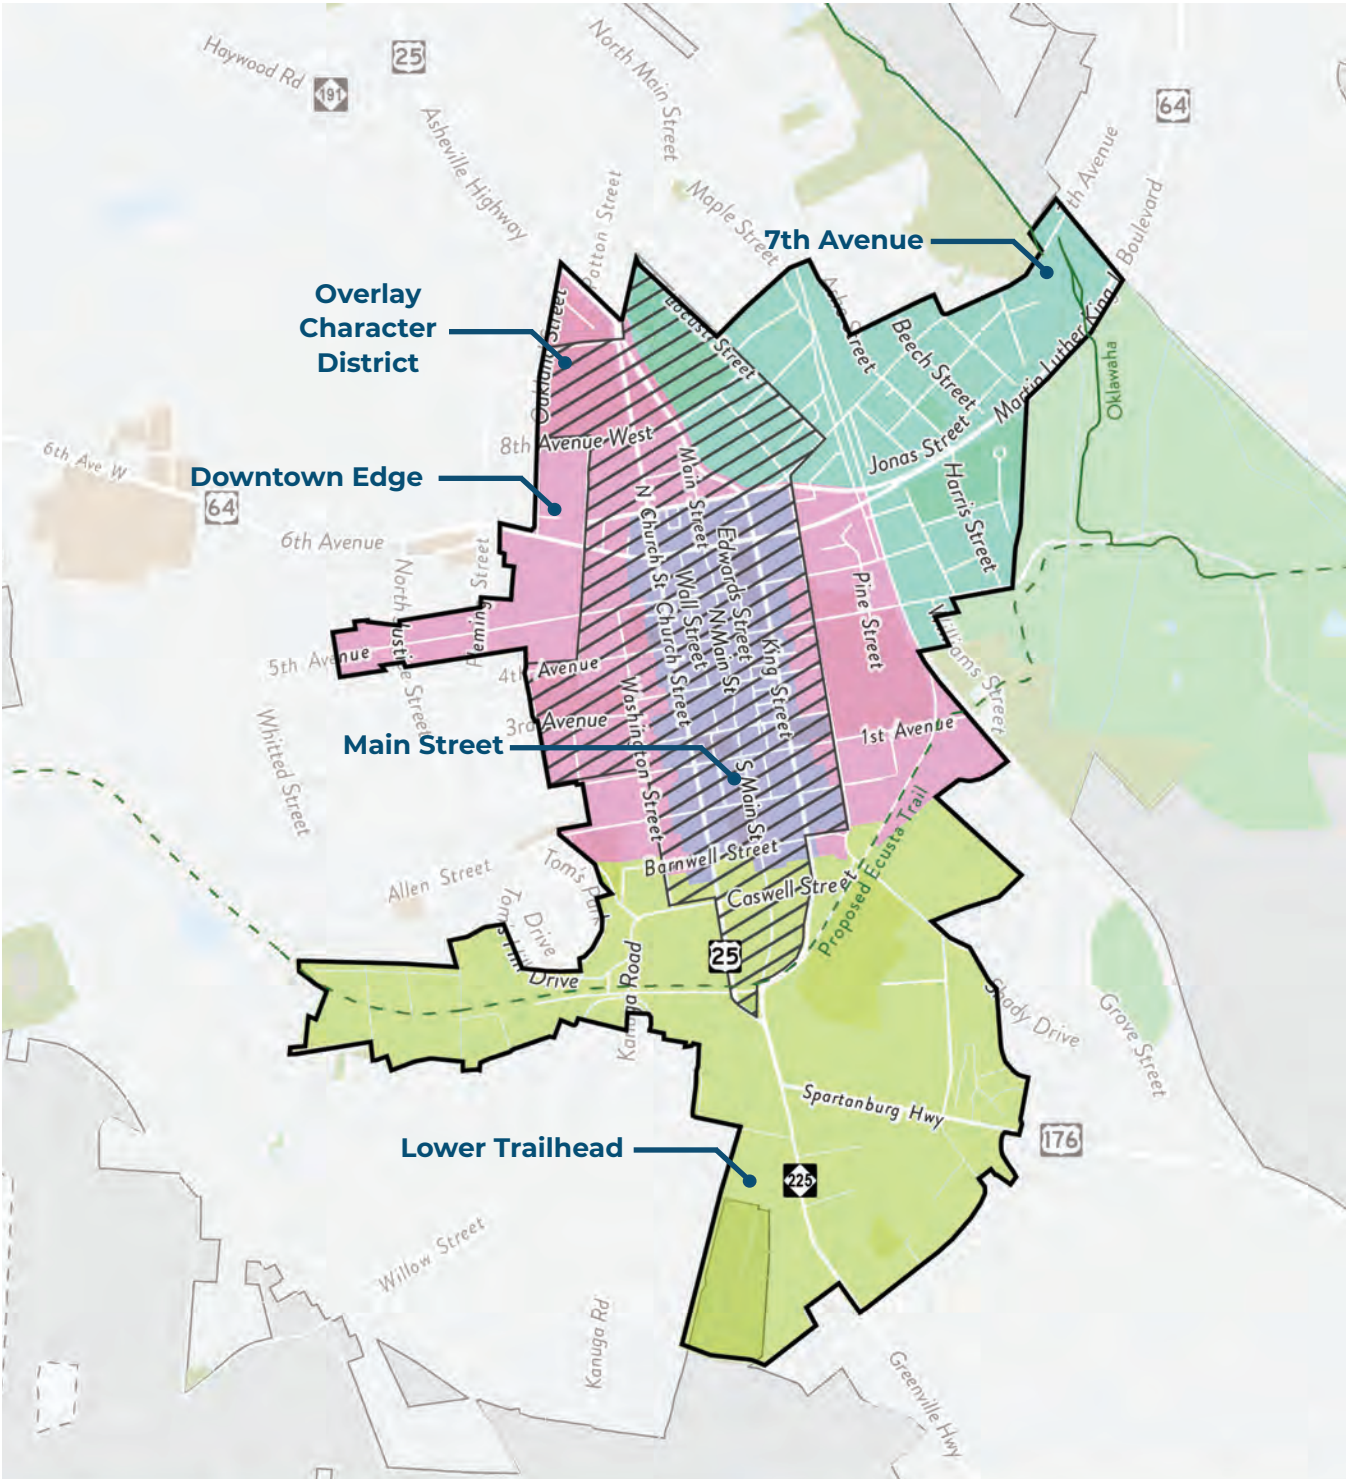 Haywood Rd
25
191
North Main Street
64
Asheville Highway
Patton Street
Maple Street
7th Avenue
th Avenue
Boulevard
Overlay
Character
District
Oakland Street
Locust Street
Ashe Street
Beech Street
Martin Luther King J
Oklawaha
8th Avenue West
6th Ave W
64
Downtown Edge
Main Street
Jonas Street
Harris Street
6th Avenue
North Justice Street
Fleming Street
N Church St
Church Street
Wall Street
Edwards Street
N Main St
King Street
Pine Street
Williams Street
5th Avenue
4th Avenue
3rd Avenue
Washington Street
1st Avenue
Whitted Street
Main Street
S Main St
Barnwell Street
Caswell Street
Proposed Ecusta Trail
Allen Street
Tom's Park
Drive
Toms Hill Drive
25
Kanuga Road
Shady Drive
Grove Street
Spartanburg Hwy
176
Lower Trailhead
225
Willow Street
Kanuga Rd
Greenville Hwy